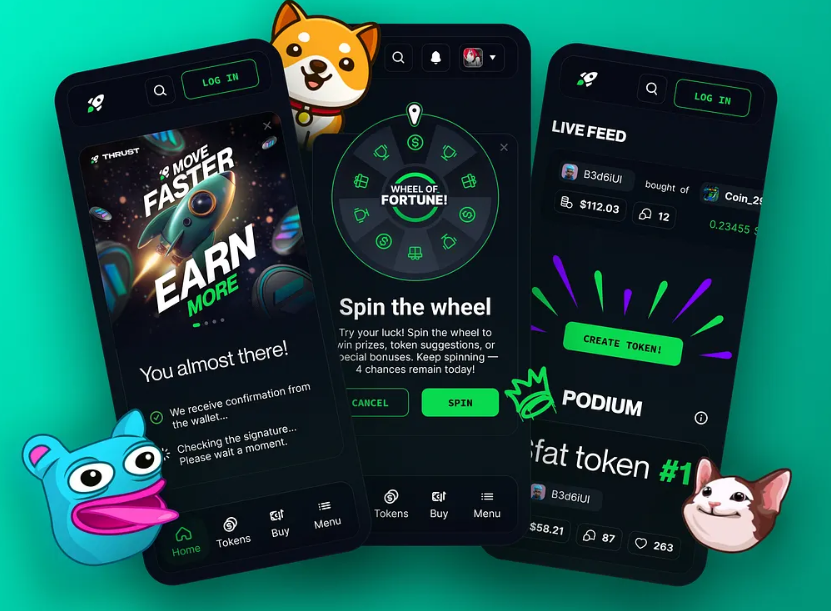 LOG IN
THRUST
MOVE
FASTER
EARN
MORE
You almost there!
We receive confirmation from
the wallet...
Checking the signature...
Please wait a moment.
Home
Tokens
Buy
Menu
WHEEL OF
FORTUNE!
Spin the wheel
Try your luck! Spin the wheel to
win prizes, token suggestions, or
special bonuses. Keep spinning —
4 chances remain today!
CANCEL
SPIN
Tokens
Buy
Menu
LOG IN
LIVE FEED
B3d6iUI
bought of
Coin_29
$112.03
12
0.23455
CREATE TOKEN!
PODIUM
$fat token #1
B3d6iUI
$58.21
87
263